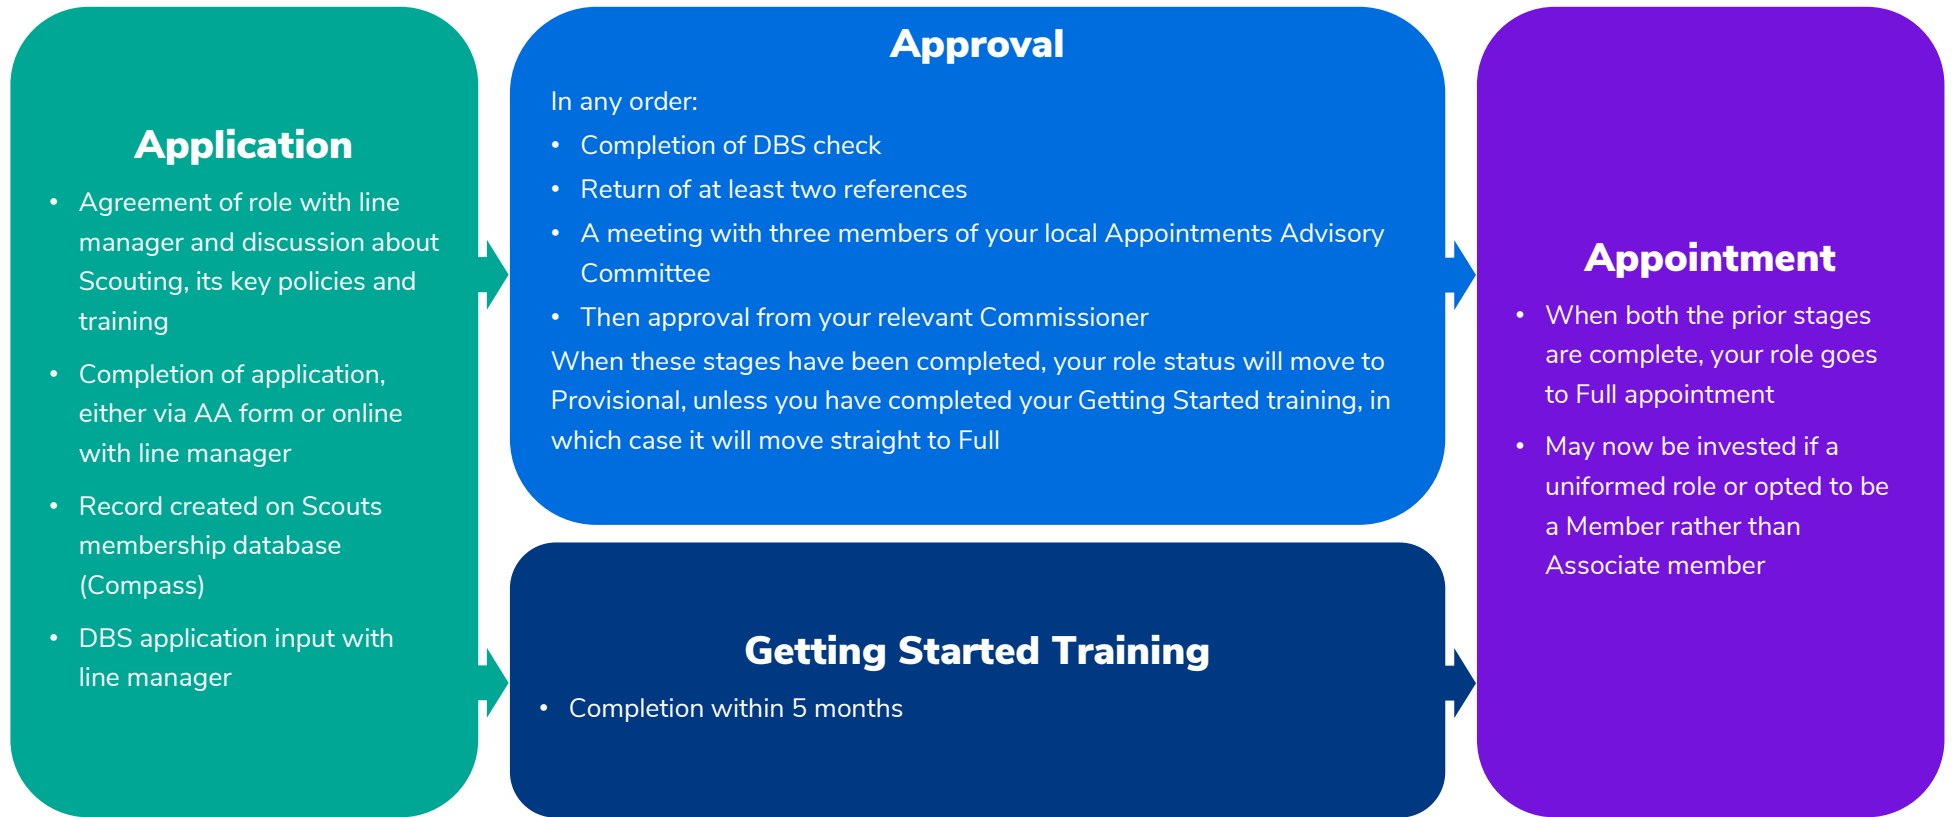 Application
• Agreement of role with line
manager and discussion about
Scouting, its key policies and
training
• Completion of application,
either via AA form or online
with line manager
• Record created on Scouts
membership database
(Compass)
• DBS application input with
line manager
Approval
In any order:
• Completion of DBS check
• Return of at least two references
• A meeting with three members of your local Appointments Advisory
Committee
• Then approval from your relevant Commissioner
When these stages have been completed, your role status will move to
Provisional, unless you have completed your Getting Started training, in
which case it will move straight to Full
Getting Started Training
• Completion within 5 months
Appointment
• When both the prior stages
are complete, your role goes
to Full appointment
• May now be invested if a
uniformed role or opted to be
a Member rather than
Associate member